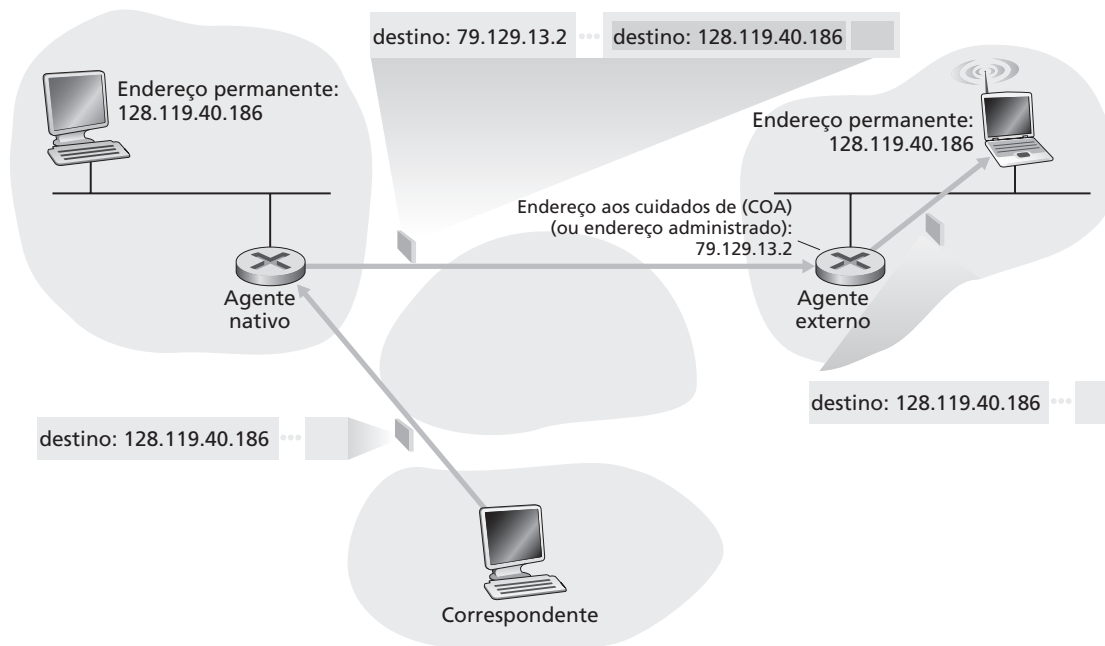 destino: 79.129.13.2 ... destino: 128.119.40.186
Endereço permanente:
128.119.40.186
Endereço permanente:
128.119.40.186
Endereço aos cuidados de (COA)
(ou endereço administrado):
79.129.13.2
Agente
nativo
Agente
externo
destino: 128.119.40.186 ...
destino: 128.119.40.186 ...
Correspondente